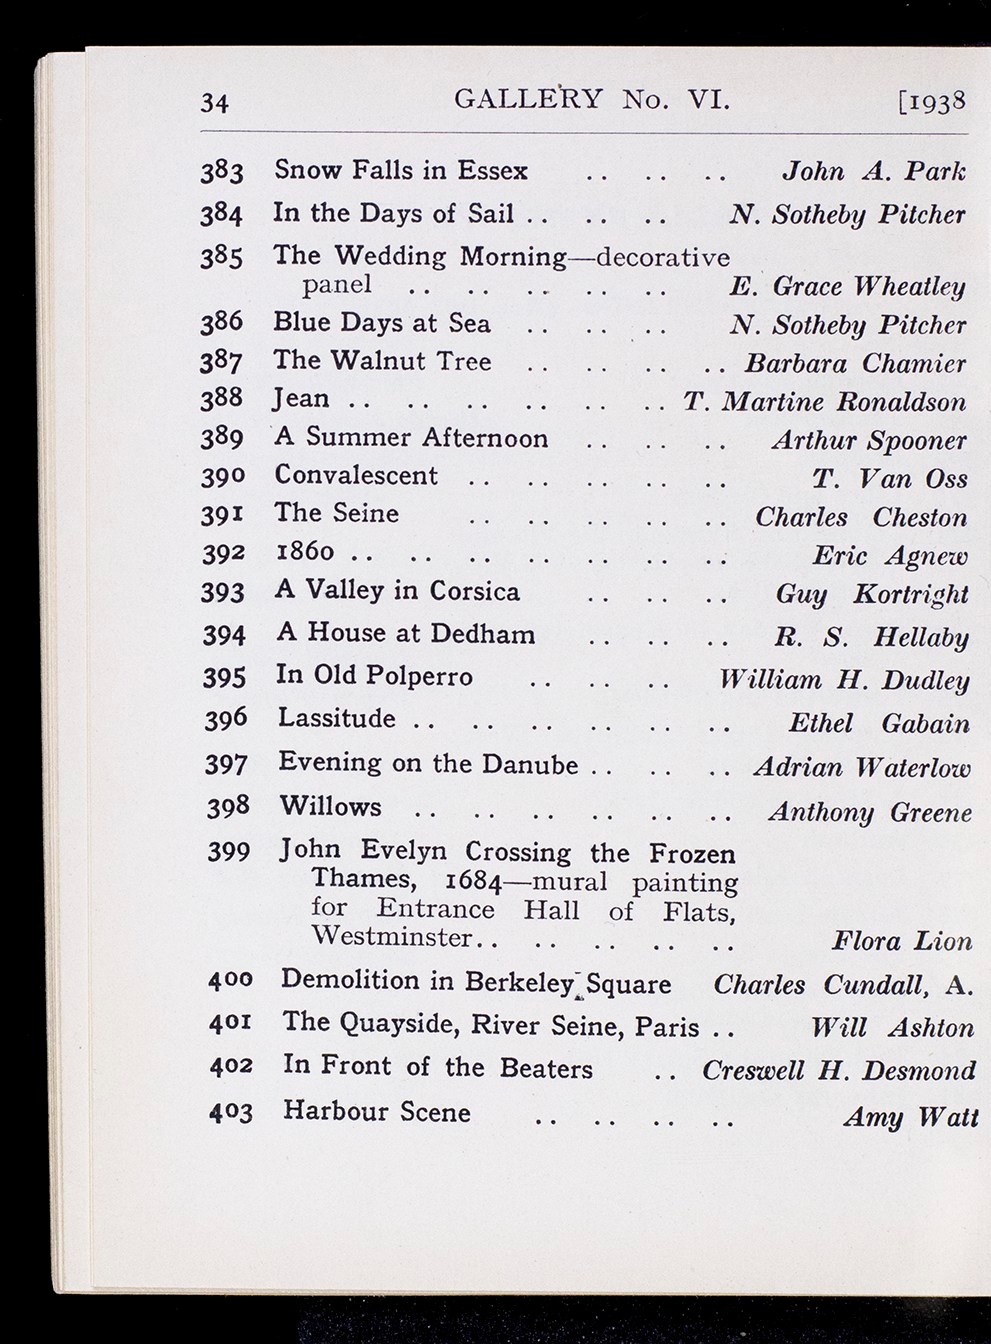 34 GALLERY No. VI. [1938
383 Snow Falls in Essex .. .. .. John A. Park
384 In the Days of Sail .. .. .. N. Sotheby Pitcher
385 The Wedding Morning—decorative
panel .. .. .. .. .. E. Grace Wheatley
386 Blue Days at Sea .. .. .. N. Sotheby Pitcher
387 The Walnut Tree .. .. .. .. Barbara Chamier
388 Jean .. .. .. .. .. .. T. Martine Ronaldson
389 A Summer Afternoon .. .. .. Arthur Spooner
390 Convalescent .. .. .. .. .. T. Van Oss
391 The Seine .. .. .. .. .. Charles Cheston
392 1860 .. .. .. .. .. .. .. Eric Agnew
393 A Valley in Corsica .. .. .. Guy Kortright
394 A House at Dedham .. .. .. R. S. Hellaby
395 In Old Polperro .. .. .. William H. Dudley
396 Lassitude .. .. .. .. .. .. Ethel Gabain
397 Evening on the Danube .. .. .. Adrian Waterlow
398 Willows .. .. .. .. .. .. Anthony Greene
399 John Evelyn Crossing the Frozen
Thames, 1684—mural painting
for Entrance Hall of Flats,
Westminster .. .. .. .. .. Flora Lion
400 Demolition in Berkeley Square Charles Cundall, A.
401 The Quayside, River Seine, Paris .. Will Ashton
402 In Front of the Beaters .. Creswell H. Desmond
403 Harbour Scene .. .. .. .. Amy Watt